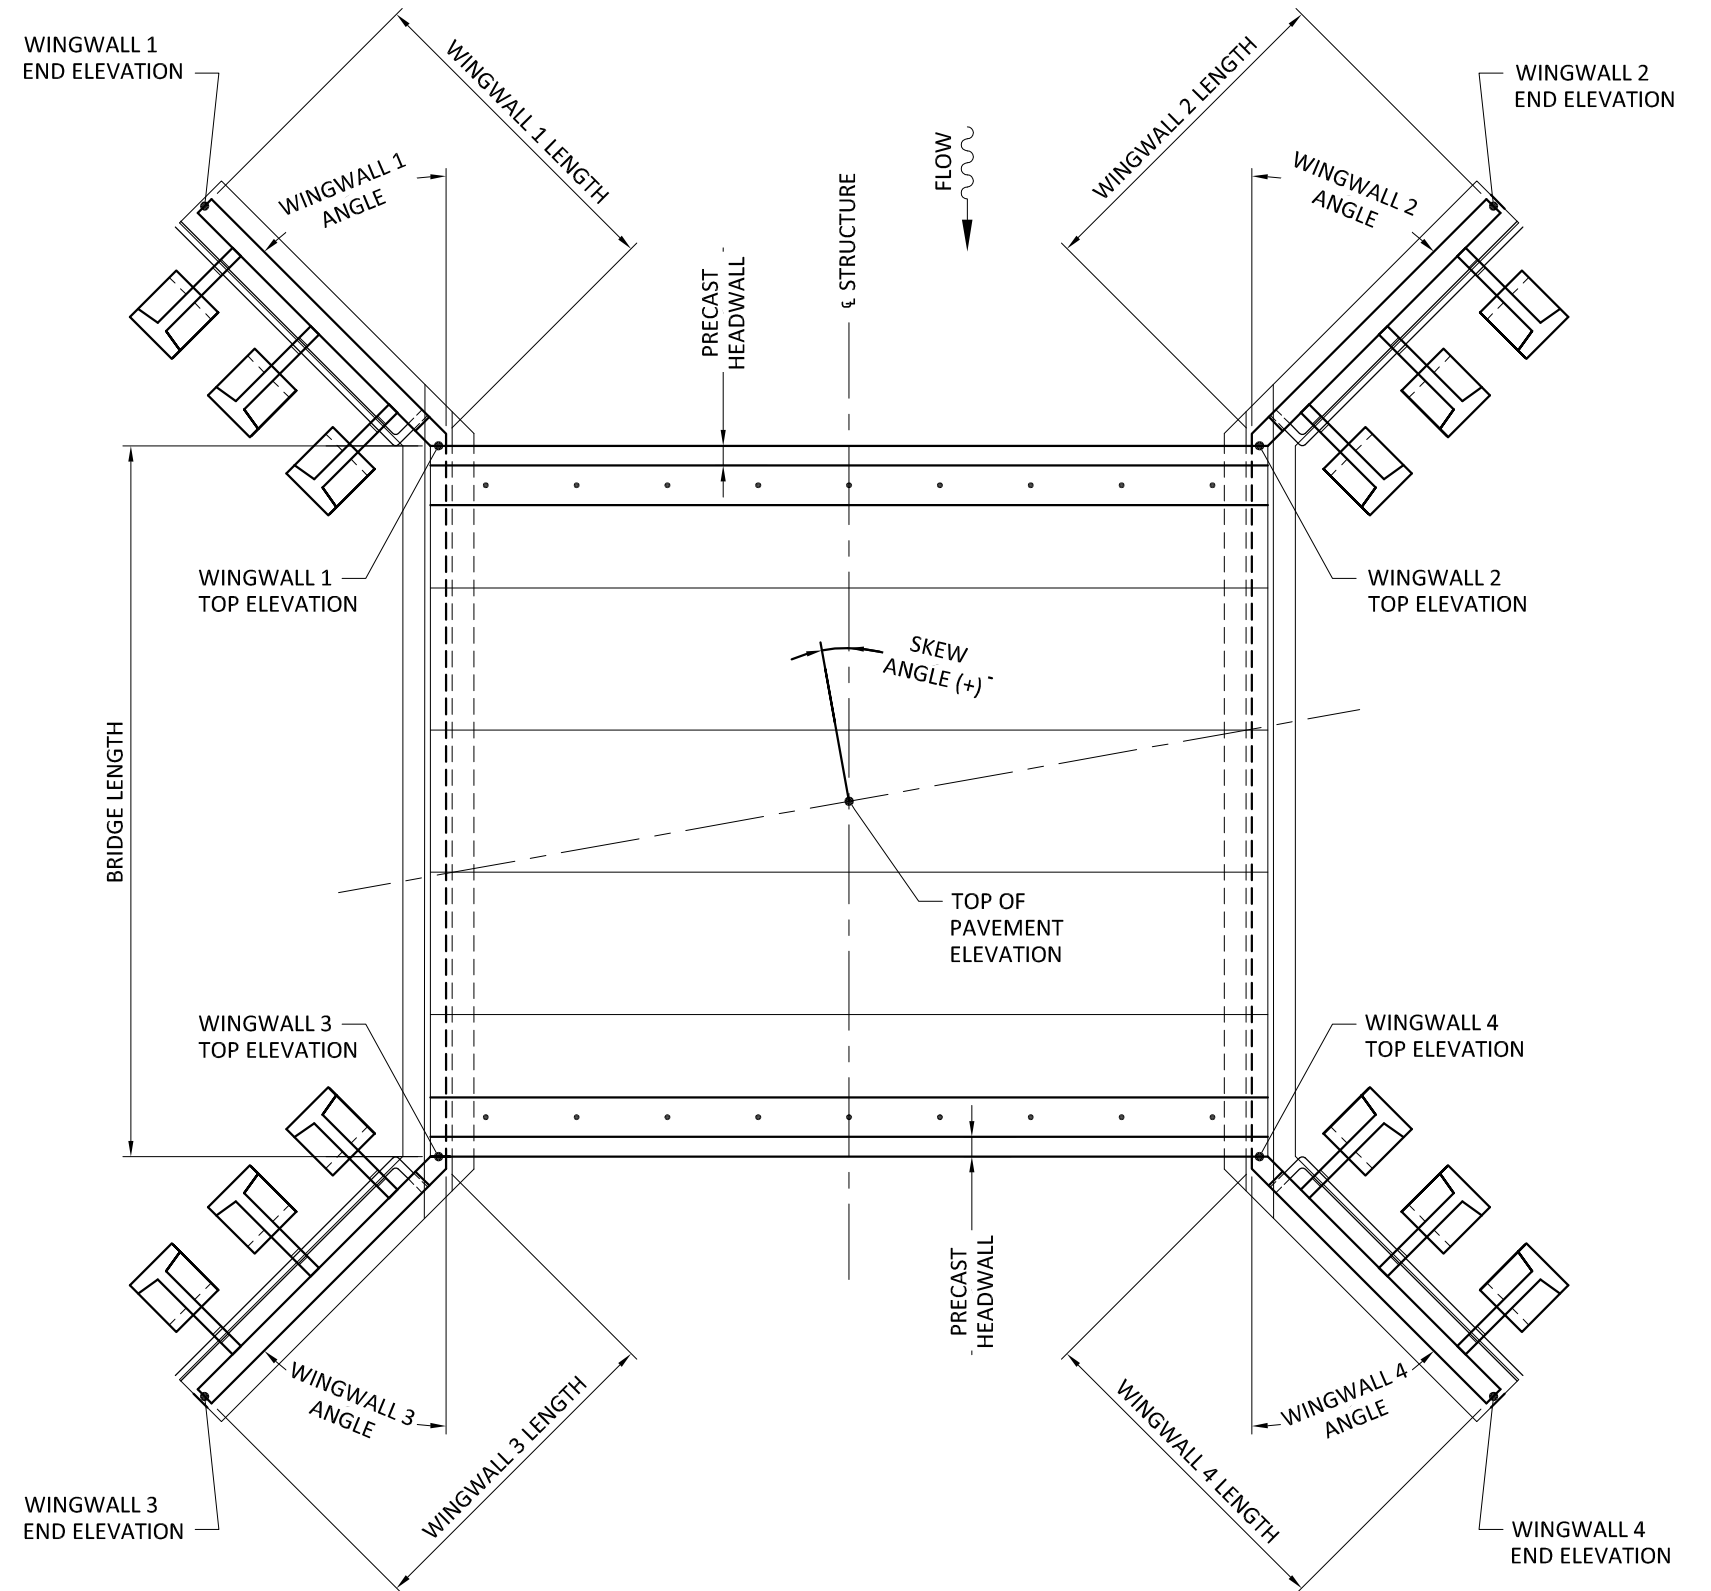 WINGWALL 1
END ELEVATION
WINGWALL 1 LENGTH
WINGWALL 1
ANGLE
FLOW
℄ STRUCTURE
PRECAST
HEADWALL
WINGWALL 2 LENGTH
WINGWALL 2
ANGLE
WINGWALL 2
END ELEVATION
WINGWALL 1
TOP ELEVATION
WINGWALL 2
TOP ELEVATION
SKEW
ANGLE (+)
BRIDGE LENGTH
TOP OF
PAVEMENT
ELEVATION
WINGWALL 3
TOP ELEVATION
WINGWALL 4
TOP ELEVATION
PRECAST
HEADWALL
WINGWALL 3
ANGLE
WINGWALL 3 LENGTH
WINGWALL 4 LENGTH
WINGWALL 4
ANGLE
WINGWALL 3
END ELEVATION
WINGWALL 4
END ELEVATION